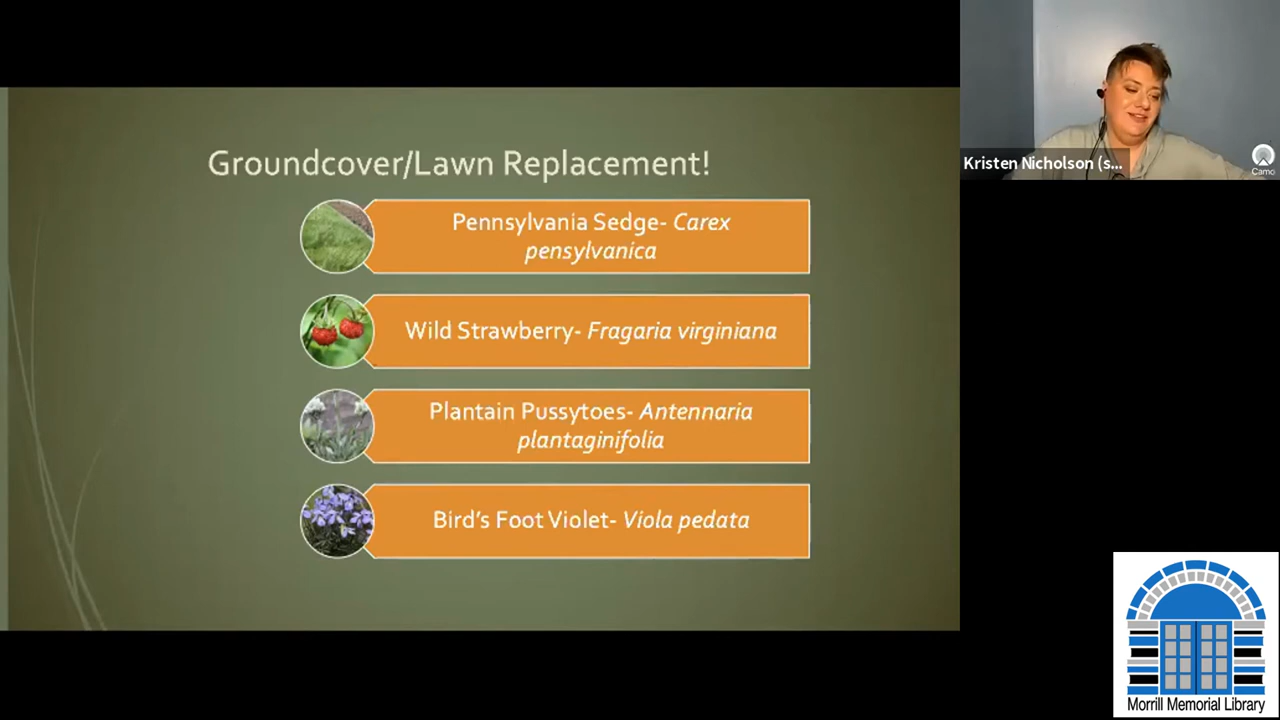 Groundcover/Lawn Replacement!
Pennsylvania Sedge- Carex
pensylvanica
Wild Strawberry- Fragaria virginiana
Plantain Pussytoes- Antennaria
plantaginifolia
Bird's Foot Violet- Viola pedata
Kristen Nicholson (s...
Camo
Morrill Memorial Library